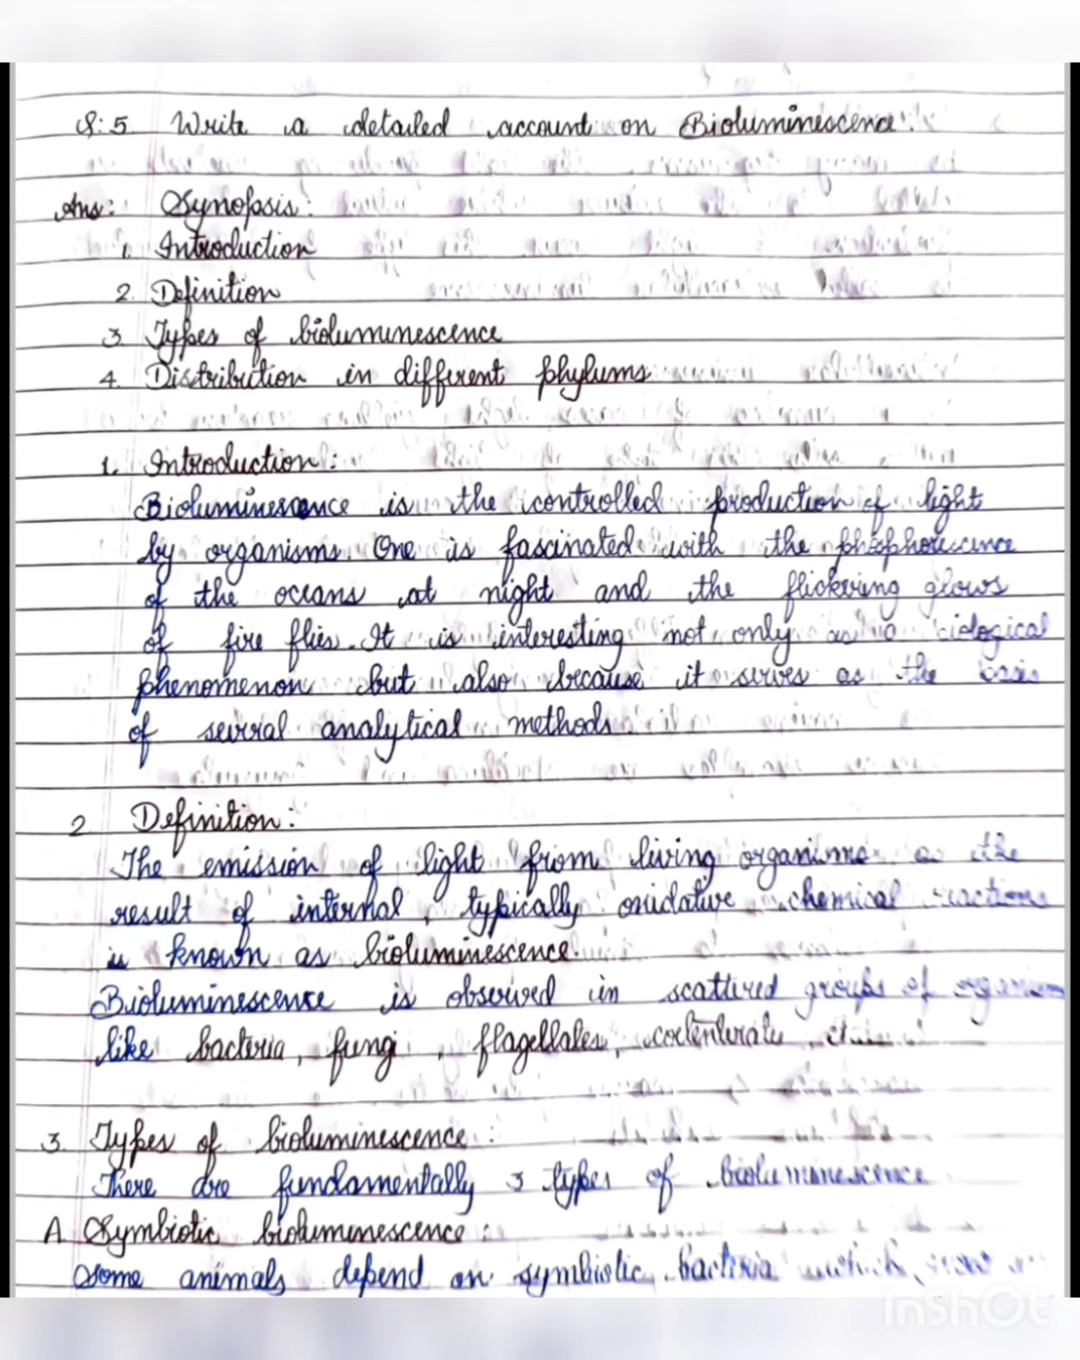 Q:5. Write a detailed account on Bioluminescence.
Ans: Synopsis:
1. Introduction
2. Definition
3. Types of bioluminescence
4. Distribution in different phylums
1. Introduction:
Bioluminescence is the controlled production of light
by organisms. One is fascinated with the phosphorescence
of the oceans at night and the flickering glows
of fire flies. It is interesting not only as a biological
phenomenon but also because it serves as the basis
of several analytical methods.
2 Definition:
The emission of light from living organisms as the
result of internal, typically oxidative chemical reactions
is known as bioluminescence.
Bioluminescence is observed in scattered groups of organisms
like bacteria, fungi, flagellates, coelenterate,
3. Types of bioluminescence:
There are fundamentally 3 types of bioluminescence
A. Symbiotic bioluminescence:
Some animals depend on symbiotic bacteria which
InShOt